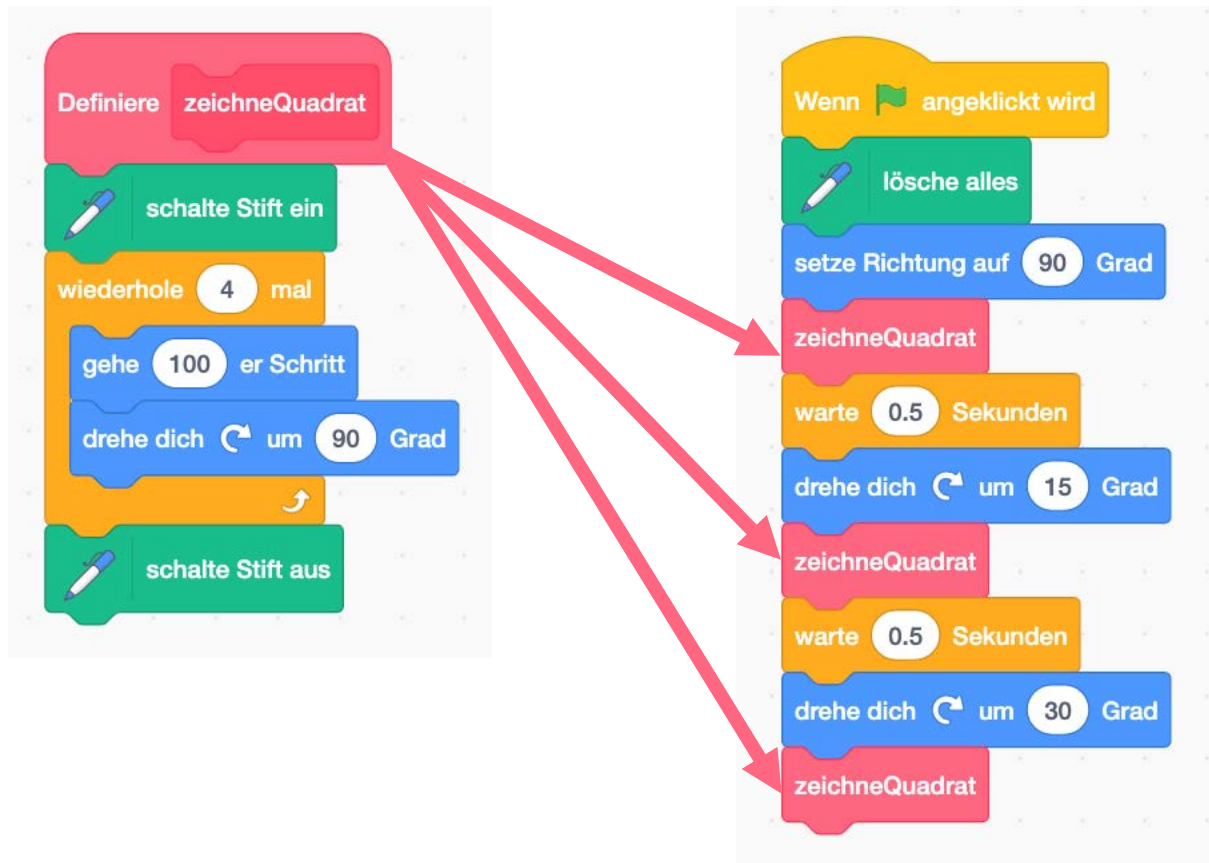 Definiere zeichneQuadrat
schalte Stift ein
wiederhole 4 mal
gehe 100 er Schritt
drehe dich um 90 Grad
schalte Stift aus
Wenn angeklickt wird
lösche alles
setze Richtung auf 90 Grad
zeichneQuadrat
warte 0.5 Sekunden
drehe dich um 15 Grad
zeichneQuadrat
warte 0.5 Sekunden
drehe dich um 30 Grad
zeichneQuadrat